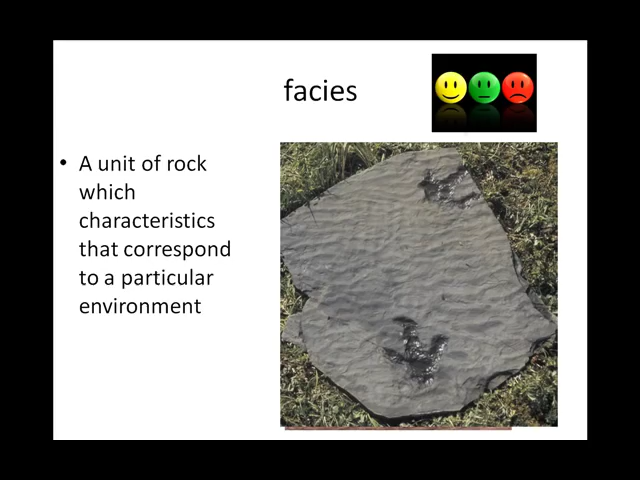 facies
• A unit of rock
which
characteristics
that correspond
to a particular
environment